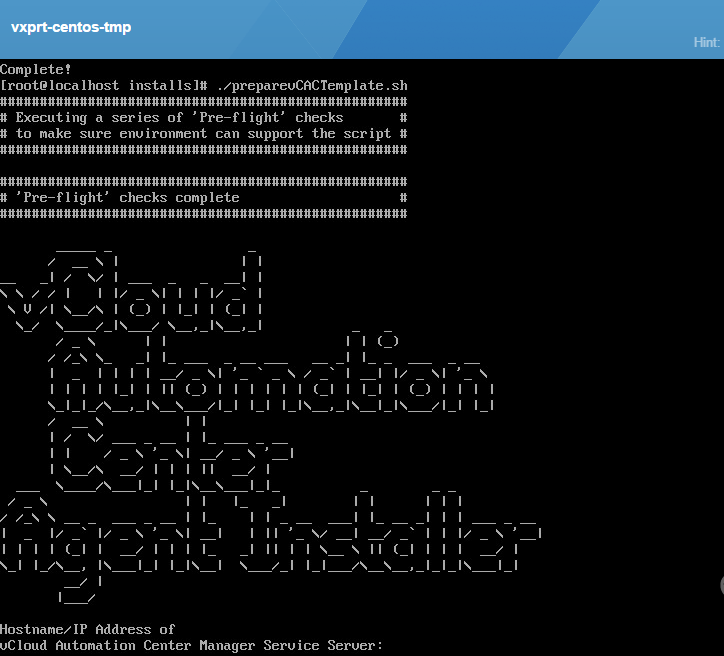 vxprt-centos-tmp
Hint:
Complete!
[root@localhost installs]# ./preparevCACTemplate.sh
###################################################
# Executing a series of 'Pre-flight' checks       #
# to make sure environment can support the script #
###################################################
###################################################
# 'Pre-flight' checks complete                    #
###################################################
vCloud
Automation
Center
Agent Installer
Hostname/IP Address of
vCloud Automation Center Manager Service Server: